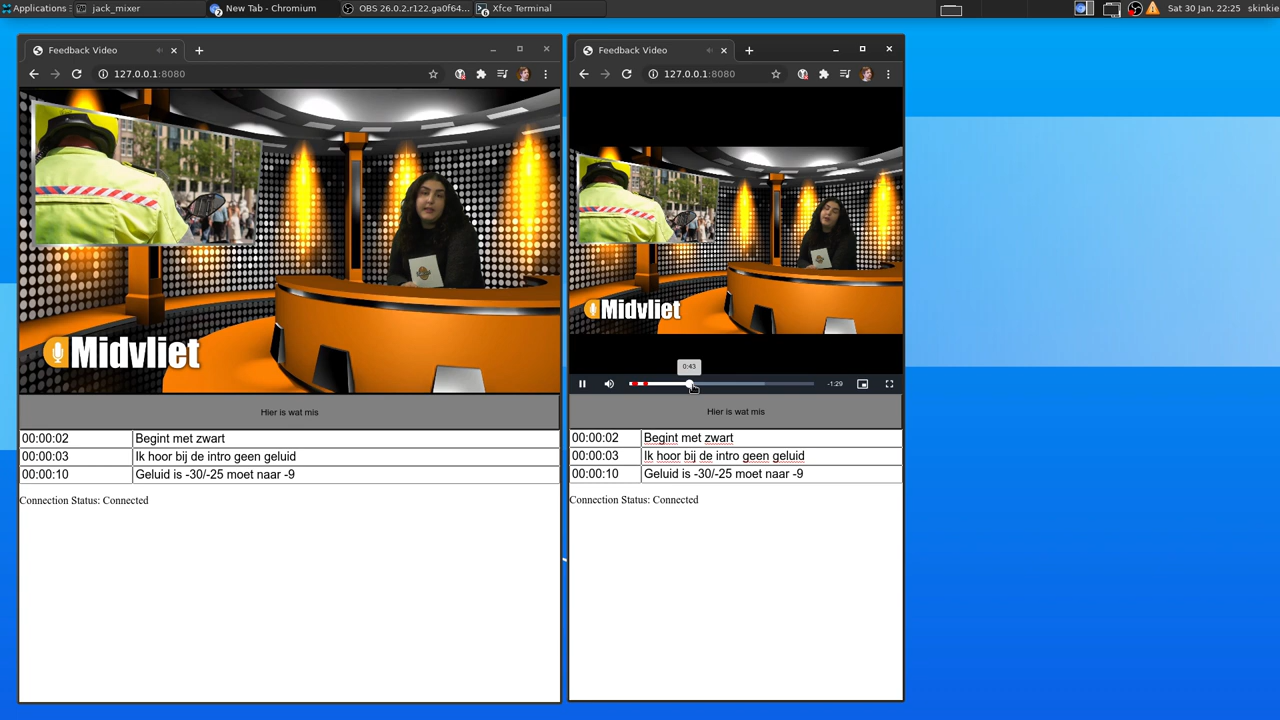 Applications
jack_mixer
New Tab - Chromium
OBS 26.0.2.r122.ga0f64...
Xfce Terminal
Sat 30 Jan, 22:25
skinkie
Feedback Video
127.0.0.1:8080
Midvliet
Hier is wat mis
00:00:02 Begint met zwart
00:00:03 Ik hoor bij de intro geen geluid
00:00:10 Geluid is -30/-25 moet naar -9
Connection Status: Connected
Feedback Video
127.0.0.1:8080
Midvliet
0:43
-1:29
Hier is wat mis
00:00:02 Begint met zwart
00:00:03 Ik hoor bij de intro geen geluid
00:00:10 Geluid is -30/-25 moet naar -9
Connection Status: Connected